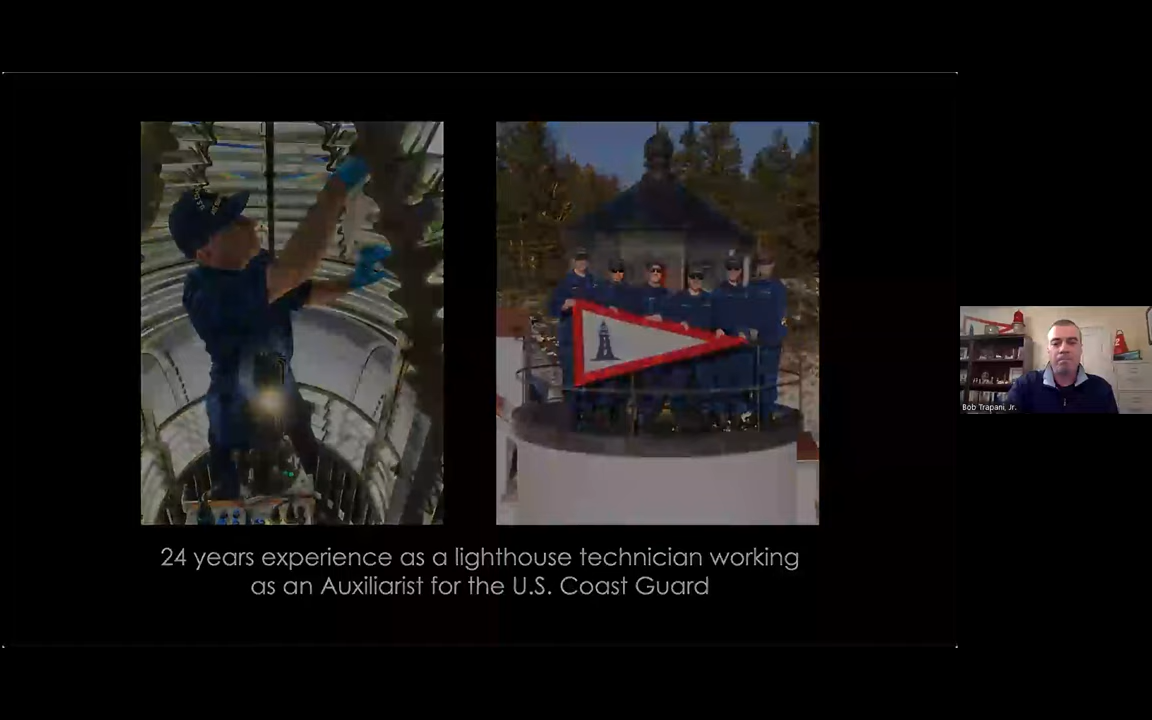 24 years experience as a lighthouse technician working
as an Auxiliarist for the U.S. Coast Guard
Bob Trapani, Jr.